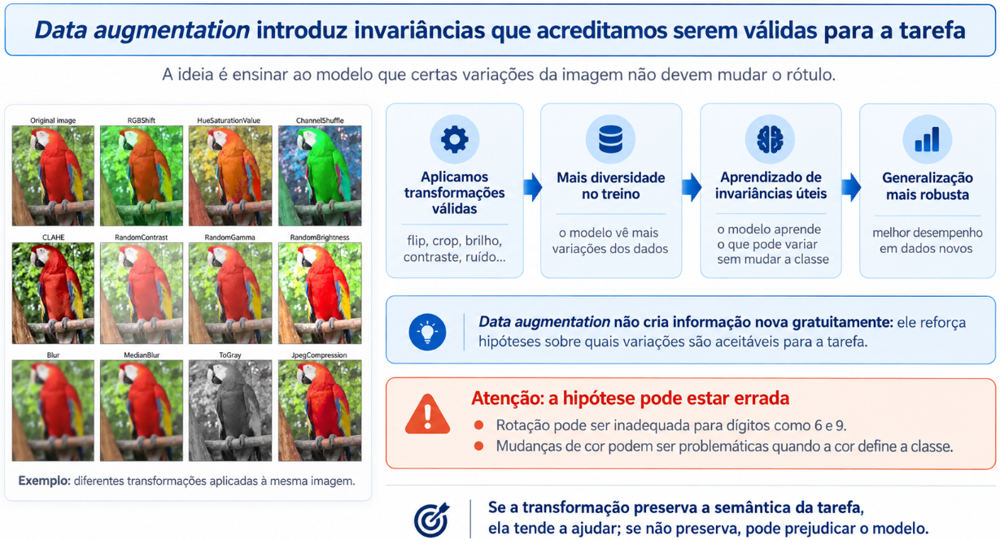 Data augmentation introduz invariâncias que acreditamos serem válidas para a tarefa
A ideia é ensinar ao modelo que certas variações da imagem não devem mudar o rótulo.
Original image
RGBShift
HueSaturationValue
ChannelShuffle
CLAHE
RandomContrast
RandomGamma
RandomBrightness
Blur
MedianBlur
ToGray
JpegCompression
Exemplo: diferentes transformações aplicadas à mesma imagem.
Aplicamos
transformações
válidas
flip, crop, brilho,
contraste, ruído...
Mais diversidade
no treino
o modelo vê mais
variações dos dados
Aprendizado de
invariâncias úteis
o modelo aprende
o que pode variar
sem mudar a classe
Generalização
mais robusta
melhor desempenho
em dados novos
Data augmentation não cria informação nova gratuitamente: ele reforça
hipóteses sobre quais variações são aceitáveis para a tarefa.
Atenção: a hipótese pode estar errada
Rotação pode ser inadequada para dígitos como 6 e 9.
Mudanças de cor podem ser problemáticas quando a cor define a classe.
Se a transformação preserva a semântica da tarefa,
ela tende a ajudar; se não preserva, pode prejudicar o modelo.